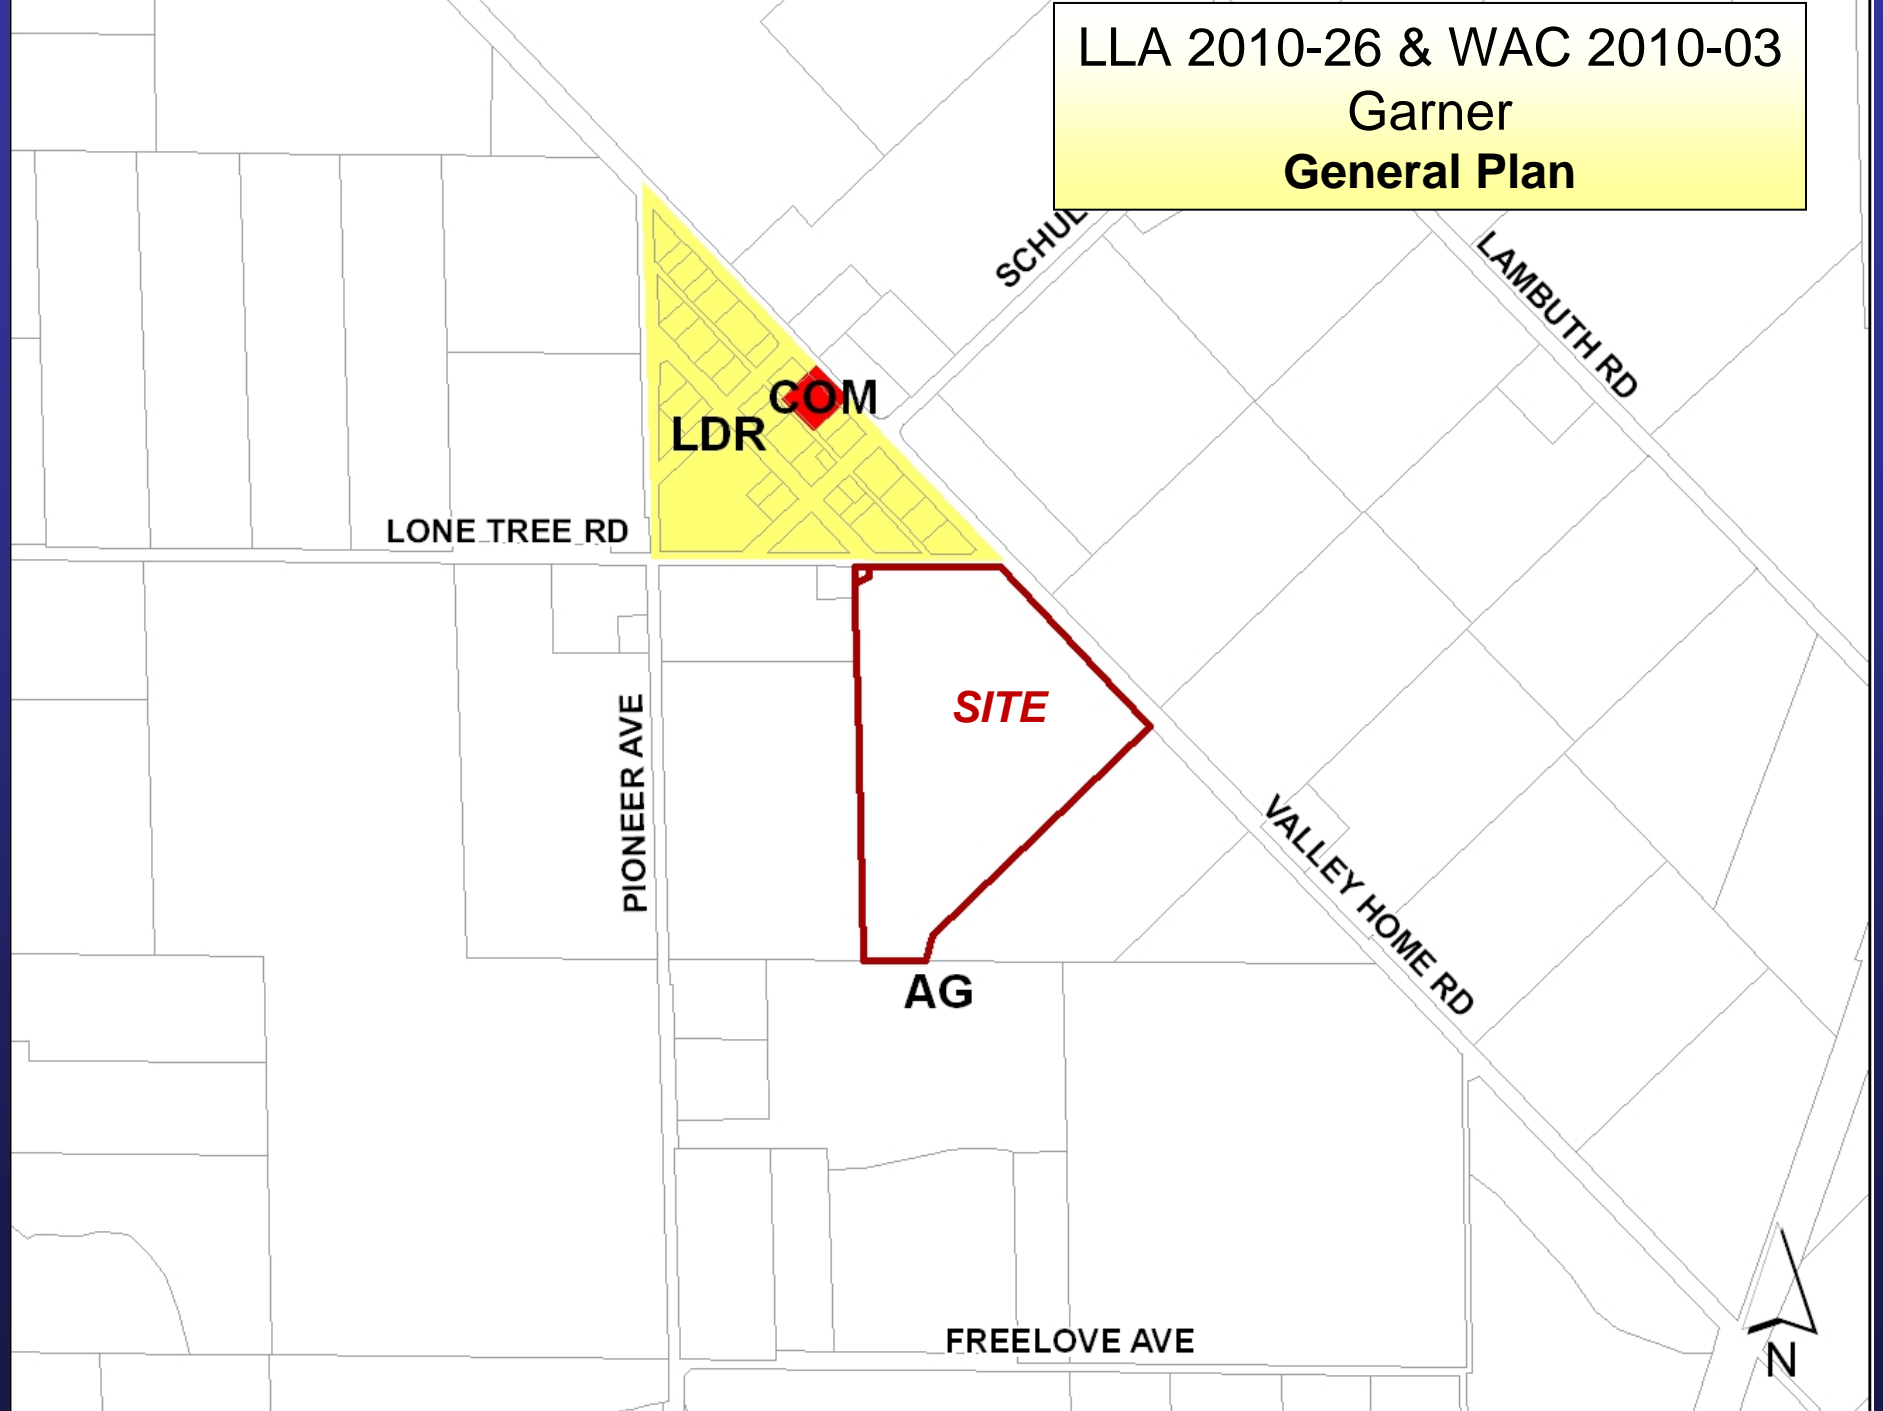 LLA 2010-26 & WAC 2010-03
Garner
General Plan
LAMBUTH RD
COM
LDR
LONE TREE RD
SITE
PIONEER AVE
VALLEY HOME RD
AG
FREELOVE AVE
N